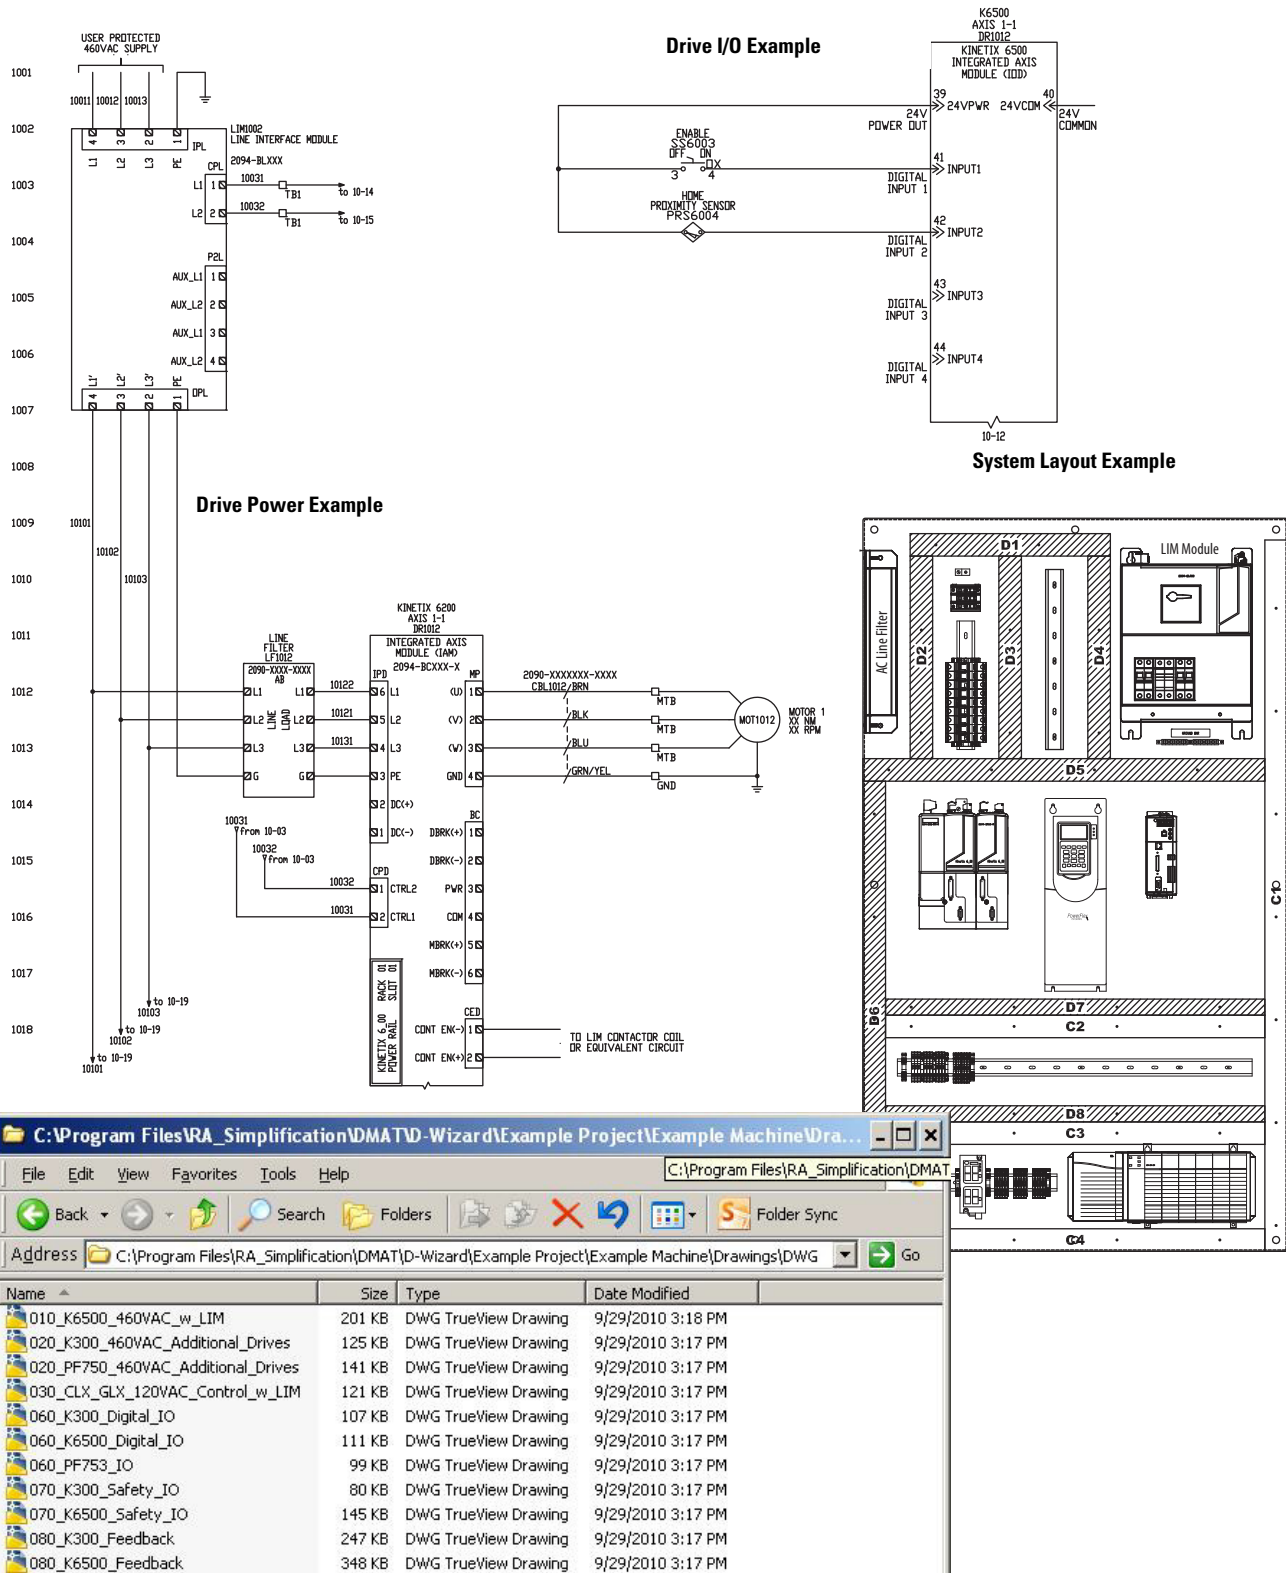 USER PROTECTED
460VAC SUPPLY
1001
10011 10012 10013
1002
4 3 2 1
IPL
LIM1002
LINE INTERFACE MODULE
L1 L2 L3 PE
2094-BLXXX
CPL
1003
L1 1 10031 TB1 to 10-14
L2 2 10032 TB1 to 10-15
1004
P2L
AUX_L1 1
1005
AUX_L2 2
AUX_L1 3
1006
AUX_L2 4
L1' L2' L3' PE
4 3 2 1
OPL
1007
1008
Drive Power Example
1009
10101
10102
1010
10103
KINETIX 6200
AXIS 1-1
DR1012
1011
INTEGRATED AXIS
MODULE (IAM)
2094-BCXXX-X
LINE
FILTER
LF1012
2090-XXXX-XXXX
AB
IPD
MP
2090-XXXXXXX-XXXX
CBL1012
1012
L1 L1 10122 6 L1 (U) 1 BRN MTB
L2 LINE LOAD L2 10121 5 L2 (V) 2 BLK MTB
MOT1012
MOTOR 1
XX NM
XX RPM
1013
L3 L3 10131 4 L3 (W) 3 BLU MTB
G G 3 PE GND 4 GRN/YEL GND
1014
2 DC(+)
BC
10031
from 10-03
1 DC(-) DBRK(+) 1
10032
from 10-03
1015
DBRK(-) 2
CPD
10032 1 CTRL2 PWR 3
1016
10031 2 CTRL1 COM 4
MBRK(+) 5
1017
MBRK(-) 6
KINETIX 6_00 RACK 01
POWER RAIL SLOT 01
to 10-19
10103
CED
1018
to 10-19
10102
CONT EN(-) 1
TO LIM CONTACTOR COIL
OR EQUIVALENT CIRCUIT
to 10-19
10101
CONT EN(+) 2
Drive I/O Example
K6500
AXIS 1-1
DR1012
KINETIX 6500
INTEGRATED AXIS
MODULE (IOD)
39 40
24VPWR 24VCOM
24V
POWER OUT
24V
COMMON
ENABLE
SS6003
OFF ON
OX
3 4
41
INPUT1
DIGITAL
INPUT 1
HOME
PROXIMITY SENSOR
PRS6004
42
INPUT2
DIGITAL
INPUT 2
43
INPUT3
DIGITAL
INPUT 3
44
INPUT4
DIGITAL
INPUT 4
10-12
System Layout Example
D1
LIM Module
AC Line Filter
D2
D3
D4
D5
C1
PowerFlex
D6
D7
C2
D8
C3
C4
C:\Program Files\RA_Simplification\DMAT\D-Wizard\Example Project\Example Machine\Dra...
C:\Program Files\RA_Simplification\DMAT
File Edit View Favorites Tools Help
Back Search Folders Folder Sync
Address C:\Program Files\RA_Simplification\DMAT\D-Wizard\Example Project\Example Machine\Drawings\DWG Go
Name Size Type Date Modified
010_K6500_460VAC_w_LIM 201 KB DWG TrueView Drawing 9/29/2010 3:18 PM
020_K300_460VAC_Additional_Drives 125 KB DWG TrueView Drawing 9/29/2010 3:17 PM
020_PF750_460VAC_Additional_Drives 141 KB DWG TrueView Drawing 9/29/2010 3:17 PM
030_CLX_GLX_120VAC_Control_w_LIM 121 KB DWG TrueView Drawing 9/29/2010 3:17 PM
060_K300_Digital_IO 107 KB DWG TrueView Drawing 9/29/2010 3:17 PM
060_K6500_Digital_IO 111 KB DWG TrueView Drawing 9/29/2010 3:17 PM
060_PF753_IO 99 KB DWG TrueView Drawing 9/29/2010 3:17 PM
070_K300_Safety_IO 80 KB DWG TrueView Drawing 9/29/2010 3:17 PM
070_K6500_Safety_IO 145 KB DWG TrueView Drawing 9/29/2010 3:17 PM
080_K300_Feedback 247 KB DWG TrueView Drawing 9/29/2010 3:17 PM
080_K6500_Feedback 348 KB DWG TrueView Drawing 9/29/2010 3:17 PM